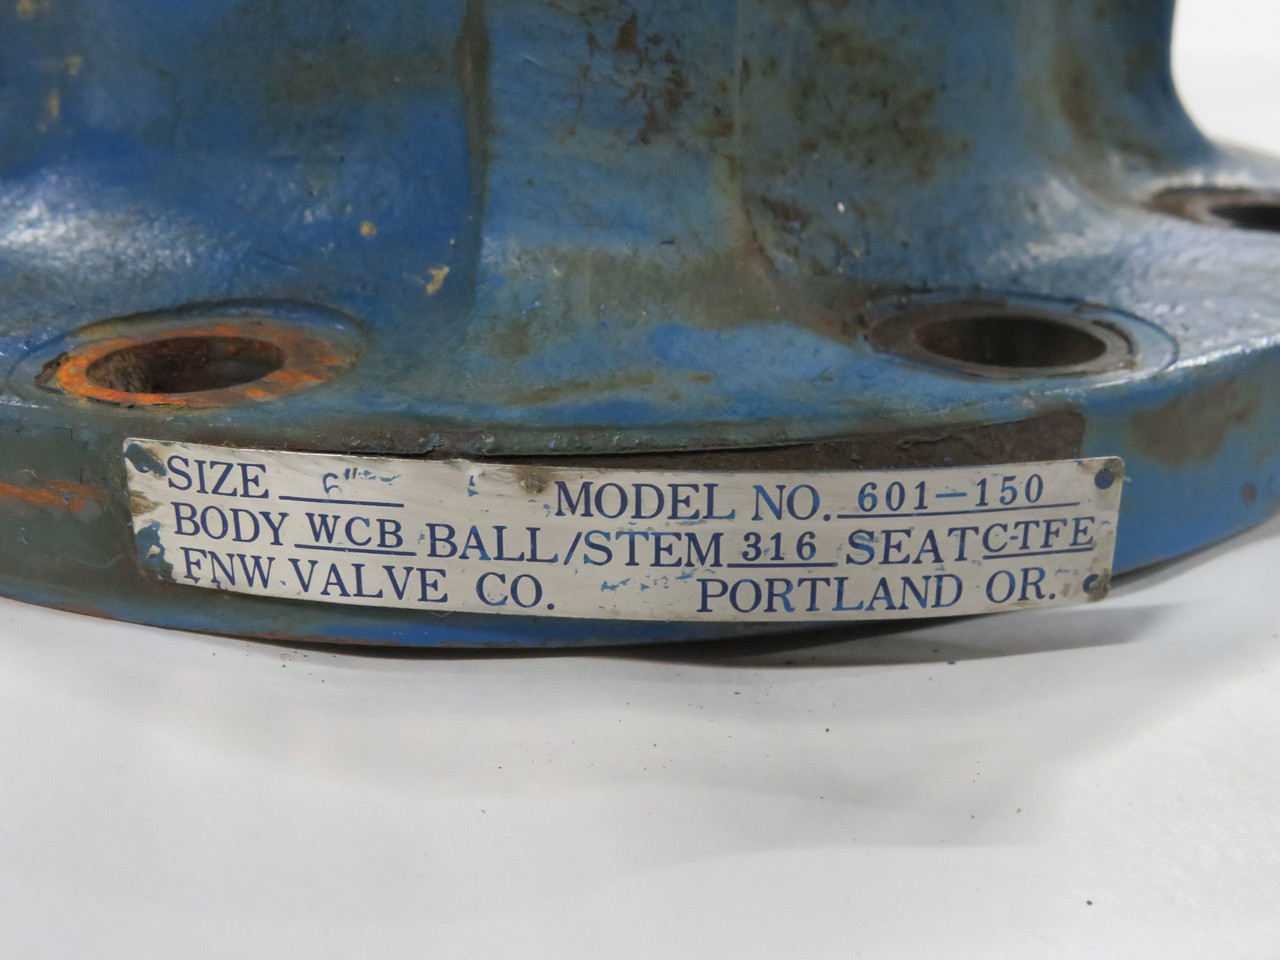 SIZE 6" MODEL NO. 601-150
BODY WCB BALL/STEM 316 SEAT C-TFE
FNW VALVE CO. PORTLAND OR.